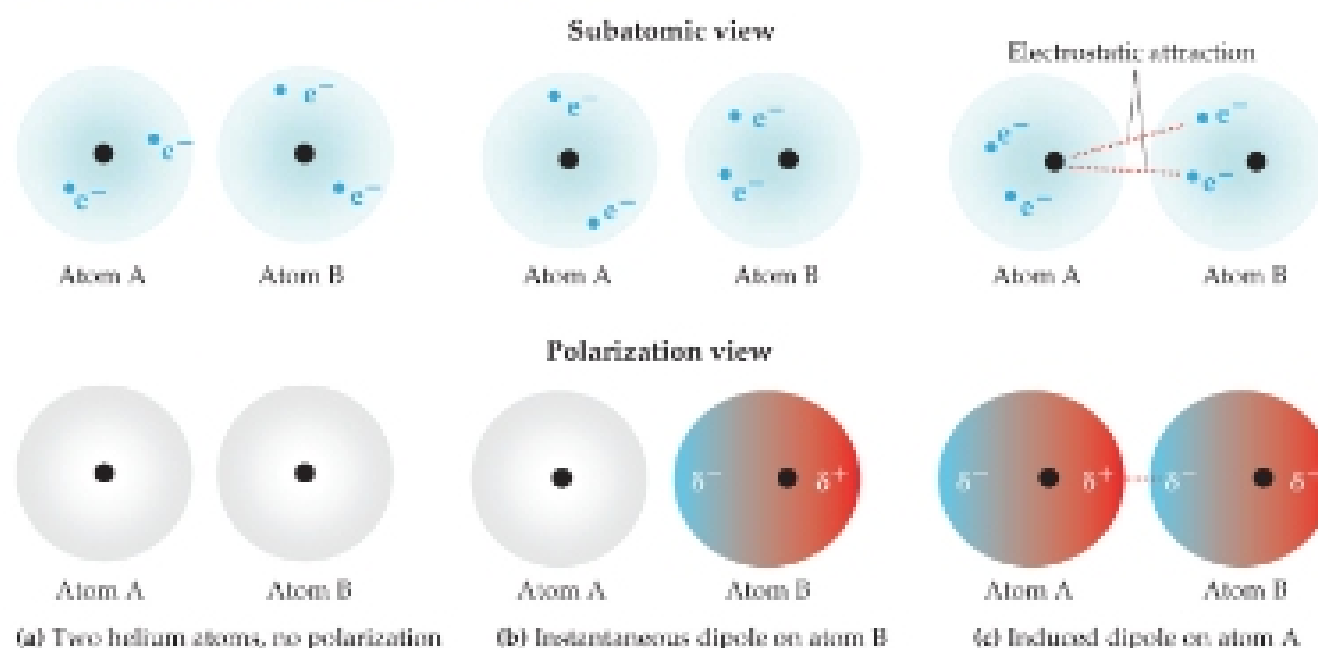 Subatomic view
Electrostatic attraction
e⁻
e⁻
e⁻
e⁻
e⁻
e⁻
e⁻
e⁻
e⁻
e⁻
e⁻
e⁻
Atom A
Atom B
Atom A
Atom B
Atom A
Atom B
Polarization view
δ⁻
δ⁺
δ⁻
δ⁺
δ⁻
Atom A
Atom B
Atom A
Atom B
Atom A
Atom B
(a) Two helium atoms, no polarization
(b) Instantaneous dipole on atom B
(c) Induced dipole on atom A